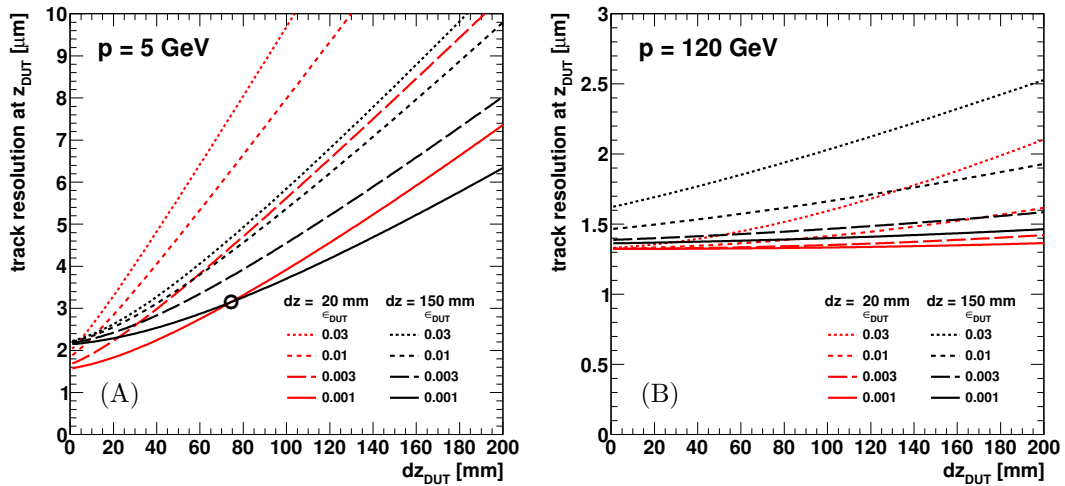 track resolution at z_DUT [μm]
p = 5 GeV
10
9
8
7
6
5
4
3
2
1
0
dz = 20 mm dz = 150 mm
ϵ_DUT ϵ_DUT
0.03 0.03
0.01 0.01
0.003 0.003
0.001 0.001
(A)
0 20 40 60 80 100 120 140 160 180 200
dz_DUT [mm]
track resolution at z_DUT [μm]
p = 120 GeV
3
2.5
2
1.5
1
0.5
0
dz = 20 mm dz = 150 mm
ϵ_DUT ϵ_DUT
0.03 0.03
0.01 0.01
0.003 0.003
0.001 0.001
(B)
0 20 40 60 80 100 120 140 160 180 200
dz_DUT [mm]